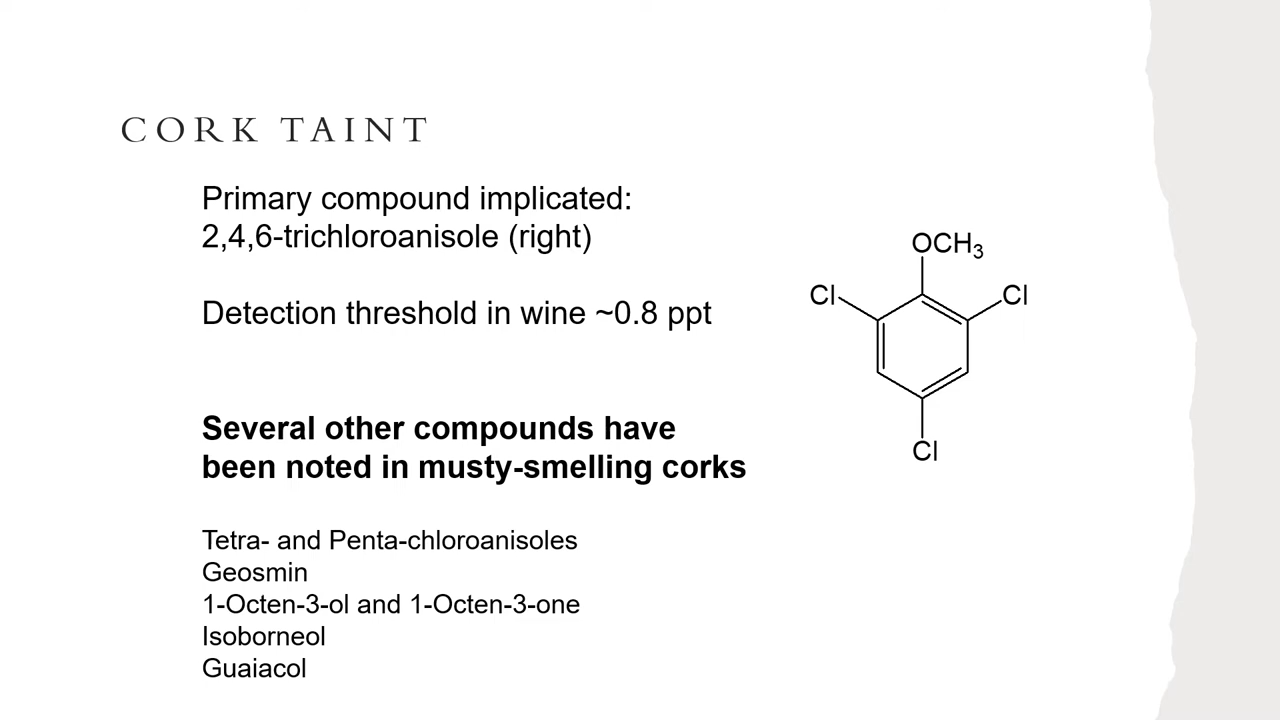 CORK TAINT
Primary compound implicated:
2,4,6-trichloroanisole (right)
Detection threshold in wine ~0.8 ppt
OCH₃
Cl
Cl
Cl
Several other compounds have
been noted in musty-smelling corks
Tetra- and Penta-chloroanisoles
Geosmin
1-Octen-3-ol and 1-Octen-3-one
Isoborneol
Guaiacol